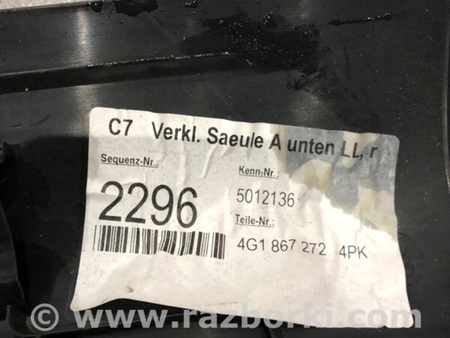 C7 Verkl. Saeule A unten LL, r
Sequenz-Nr.:
Kenn-Nr.:
2296
5012136
Teile-Nr.:
4G1 867 272 4PK
© www.razborki.com